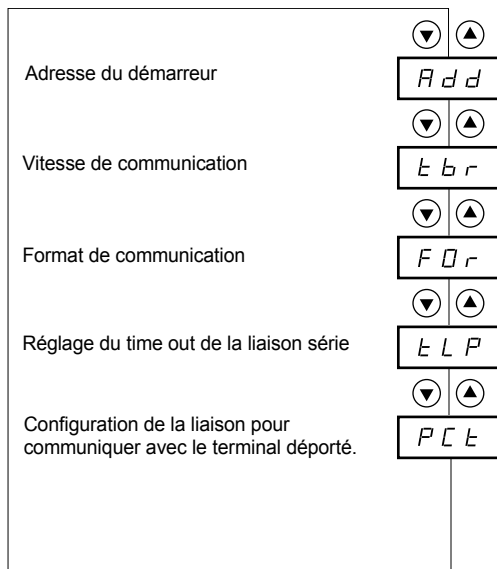 Adresse du démarreur
Add
Vitesse de communication
tbr
Format de communication
FOr
Réglage du time out de la liaison série
tLP
Configuration de la liaison pour
communiquer avec le terminal déporté.
PCt